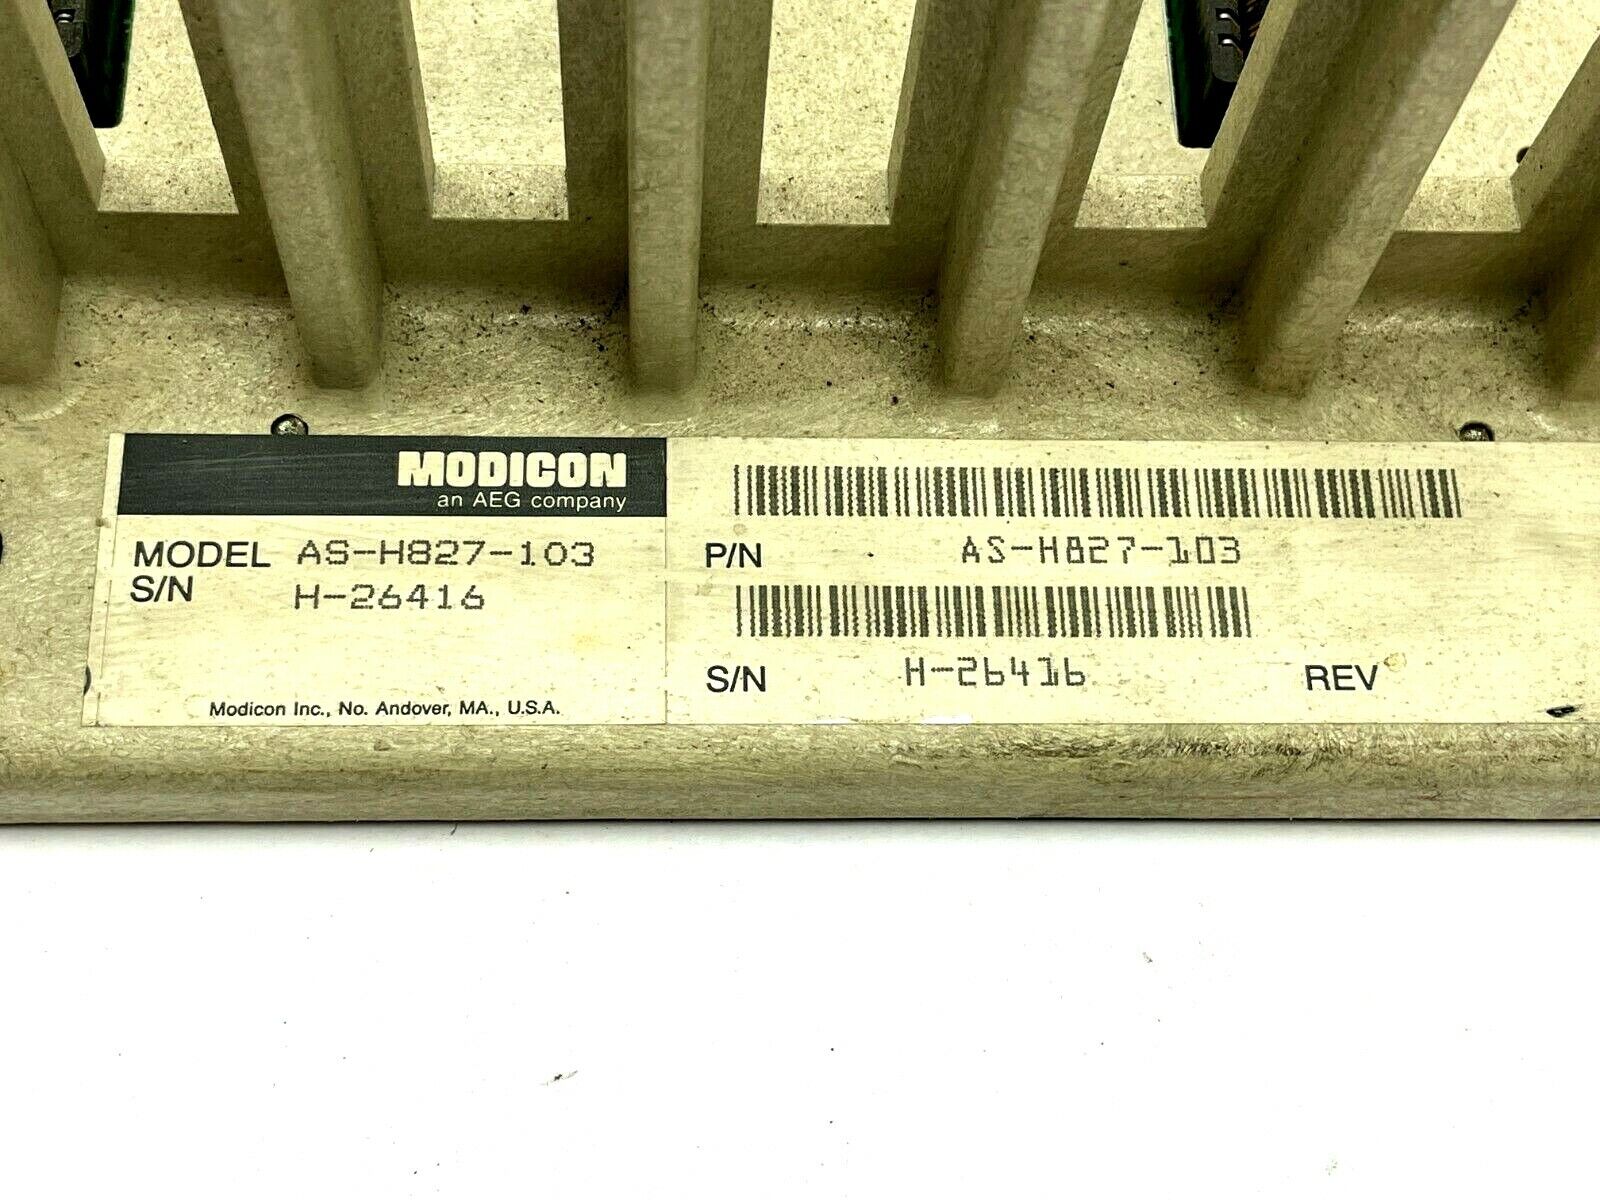 MODICON
an AEG company
MODEL AS-H827-103
S/N H-26416
Modicon Inc., No. Andover, MA., U.S.A.
P/N AS-H827-103
S/N H-26416 REV